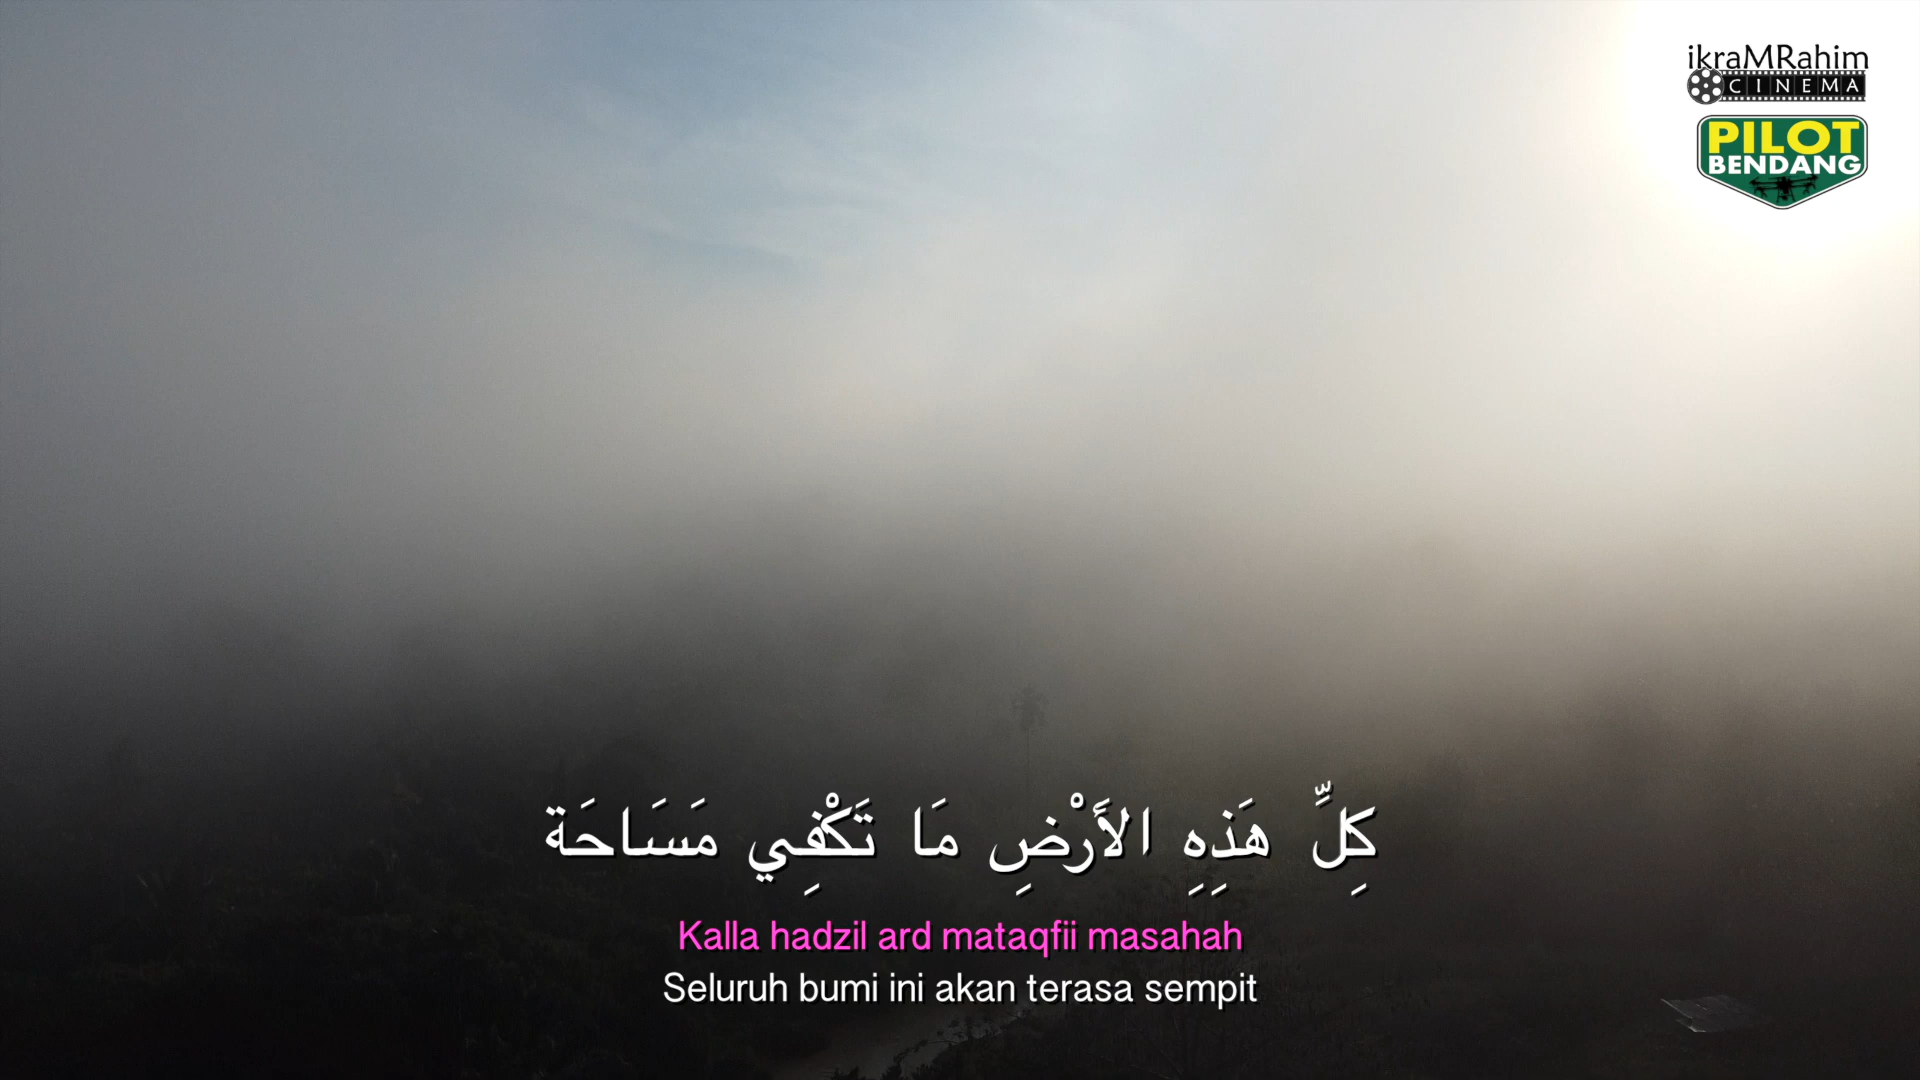 ikraMRahim
CINEMA
PILOT
BENDANG
كِلِّ هَذِهِ الأَرْضِ مَا تَكْفِي مَسَاحَة
Kalla hadzil ard mataqfii masahah
Seluruh bumi ini akan terasa sempit